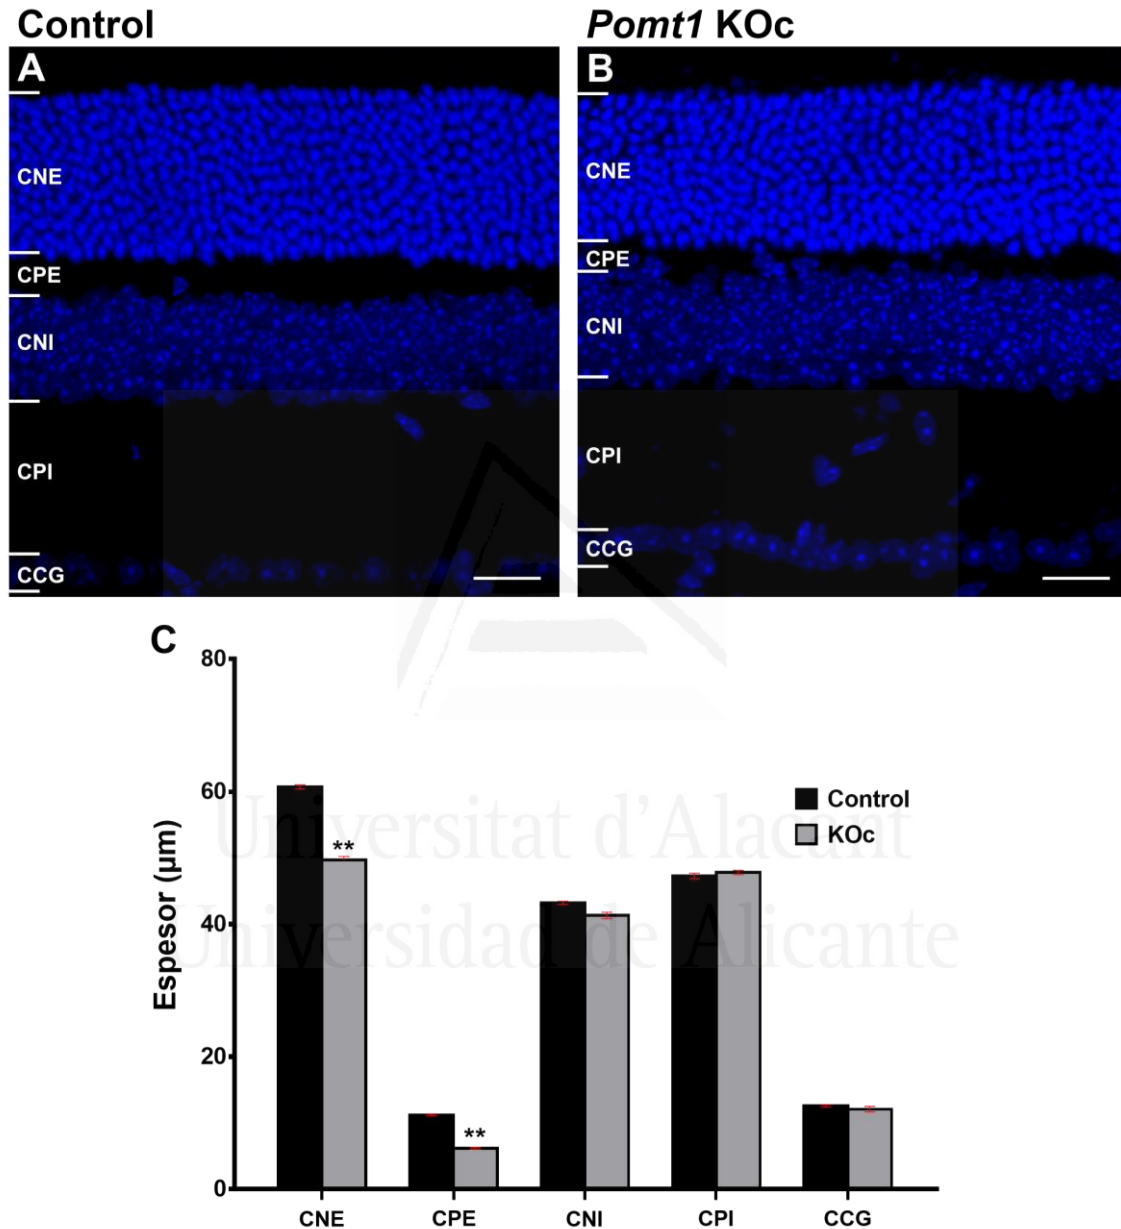 Control
Pomt1 KOc
A
B
CNE
CPE
CNI
CPI
CCG
CNE
CPE
CNI
CPI
CCG
C
80
60
40
20
0
Espesor (µm)
**
**
Control
KOc
CNE
CPE
CNI
CPI
CCG
Universitat d'Alacant
Universidad de Alicante